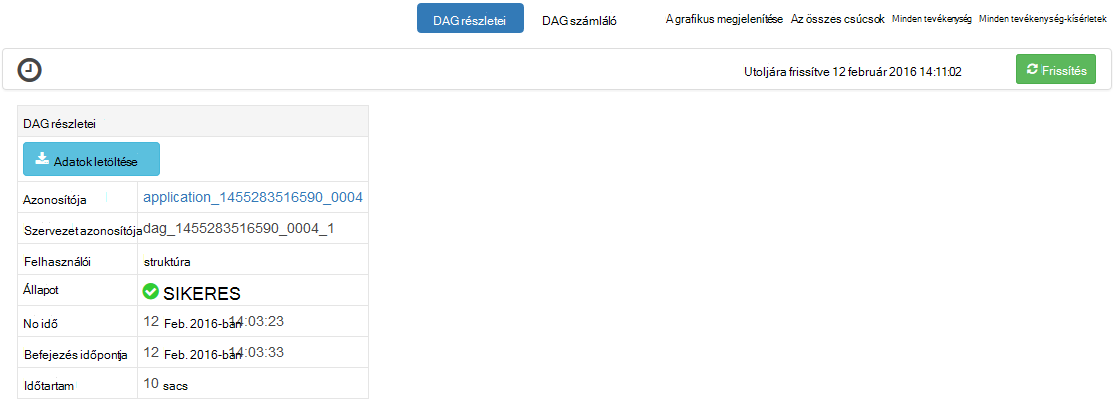 DAG részletei DAG számláló A grafikus megjelenítése Az összes csúcsok Minden tevékenység Minden tevékenység-kísérletek
Utoljára frissítve 12 február 2016 14:11:02 Frissítés
DAG részletei
Adatok letöltése
Azonosítója application_1455283516590_0004
Szervezet azonosítója dag_1455283516590_0004_1
Felhasználói struktúra
Állapot SIKERES
No idő 12 Feb. 2016-ban 14:03:23
Befejezés időpontja 12 Feb. 2016-ban 14:03:33
Időtartam 10 sacs